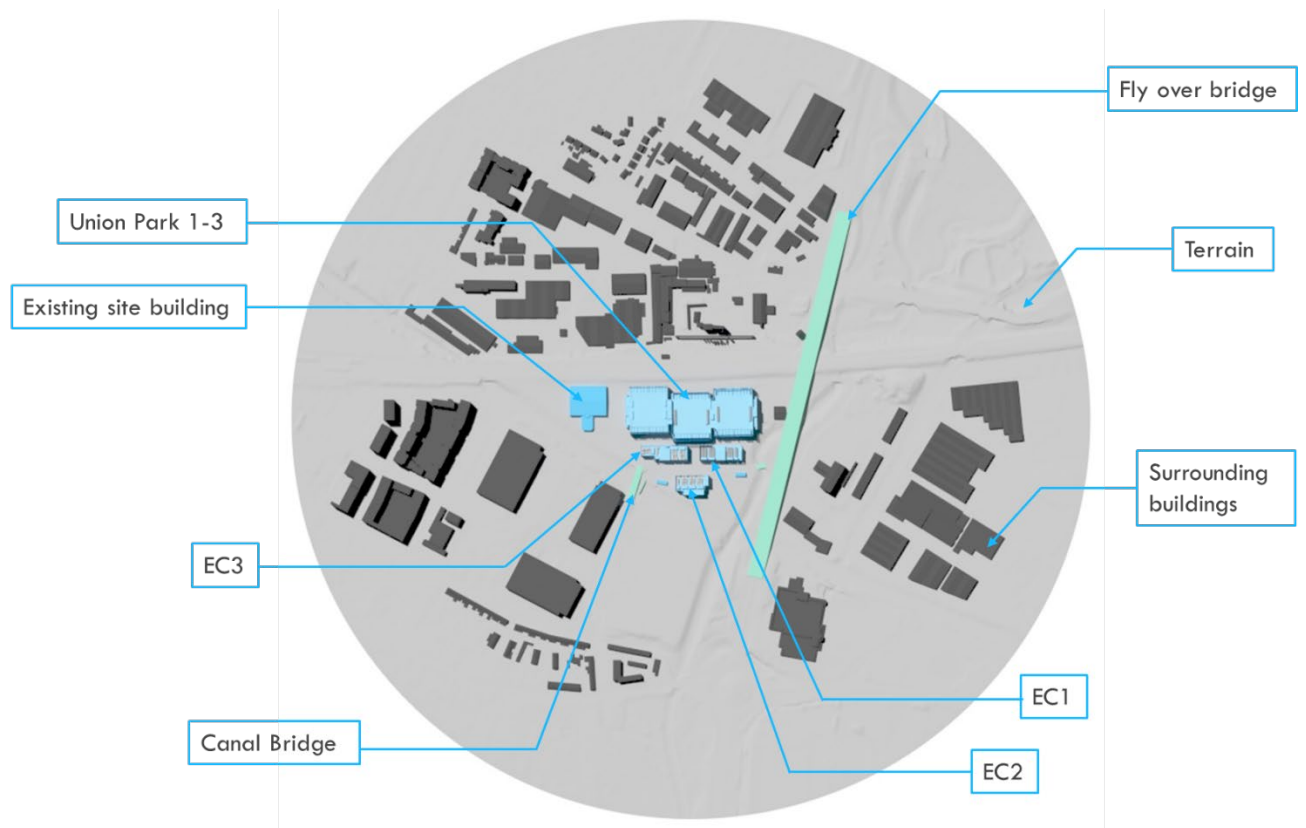 Fly over bridge
Union Park 1-3
Terrain
Existing site building
Surrounding
buildings
EC3
EC1
Canal Bridge
EC2